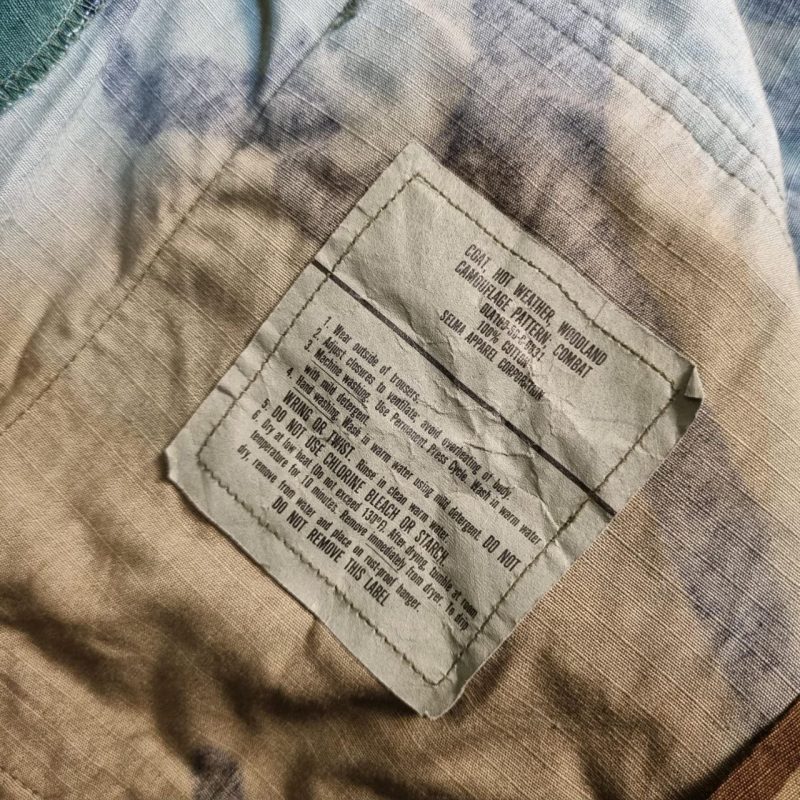 COAT, HOT WEATHER, WOODLAND
CAMOUFLAGE PATTERN: COMBAT
100% COTTON
SELMA APPAREL CORPORATION
1. Wear outside of trousers.
2. Adjust closures to ventilate, avoid overheating of body.
3. Machine washing. Use Permanent Press Cycle. Wash in warm water
with mild detergent.
4. Hand washing. Wash in warm water using mild detergent. DO NOT
WRING OR TWIST. Rinse in clean warm water.
5. DO NOT USE CHLORINE BLEACH OR STARCH.
6. Dry at low heat (Do not exceed 130°F). After drying, tumble at room
temperature for 10 minutes. Remove immediately from dryer. To drip
dry, remove from water and place on rustproof hanger.
DO NOT REMOVE THIS LABEL